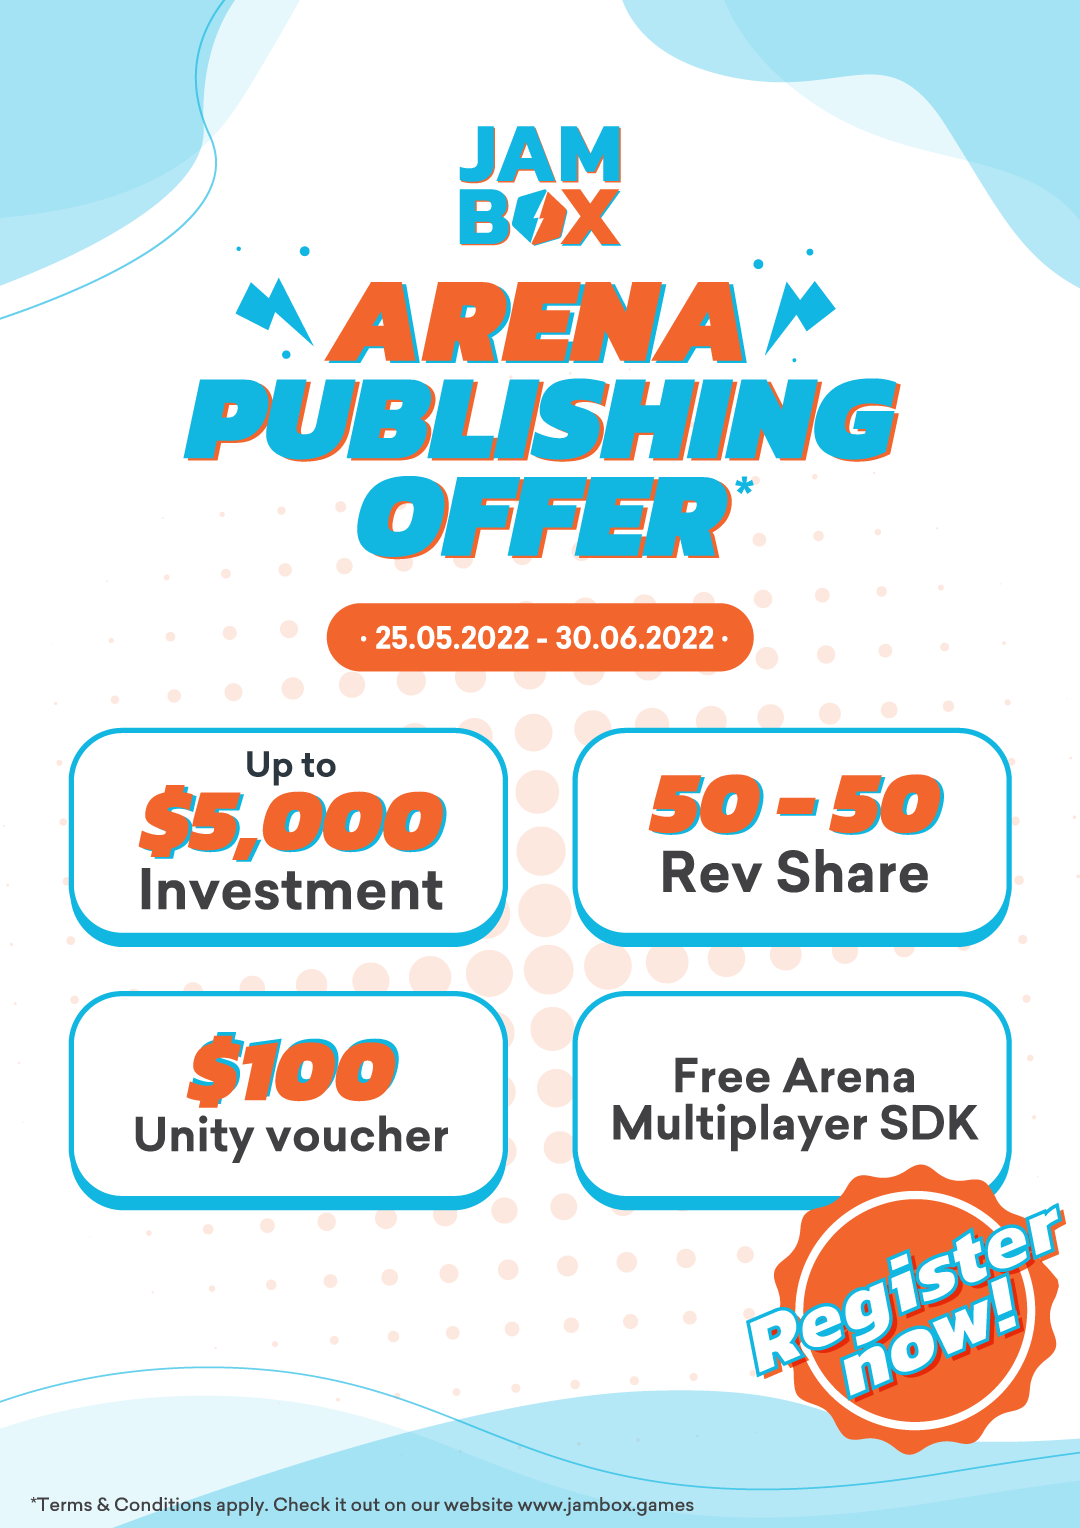 JAM
BOX
ARENA
PUBLISHING
OFFER*
· 25.05.2022 - 30.06.2022 ·
Up to
$5,000
Investment
50 - 50
Rev Share
$100
Unity voucher
Free Arena
Multiplayer SDK
Register
now!
*Terms & Conditions apply. Check it out on our website www.jambox.games